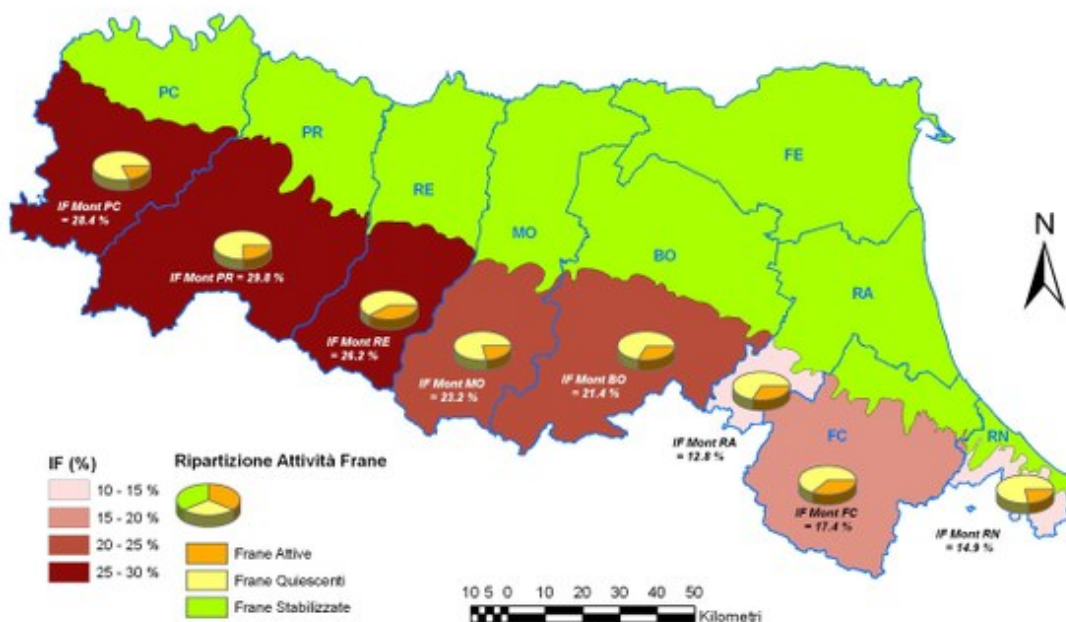 PC
PR
RE
MO
BO
FE
RA
FC
RN
IF Mont PC
= 28.4 %
IF Mont PR = 29.8 %
IF Mont RE
= 26.2 %
IF Mont MO
= 23.2 %
IF Mont BO
= 21.4 %
IF Mont RA
= 12.8 %
IF Mont FC
= 17.4 %
IF Mont RN
= 14.9 %
N
IF (%)
10 - 15 %
15 - 20 %
20 - 25 %
25 - 30 %
Ripartizione Attività Frane
Frane Attive
Frane Quiescenti
Frane Stabilizzate
10 5 0 10 20 30 40 50
Kilometri